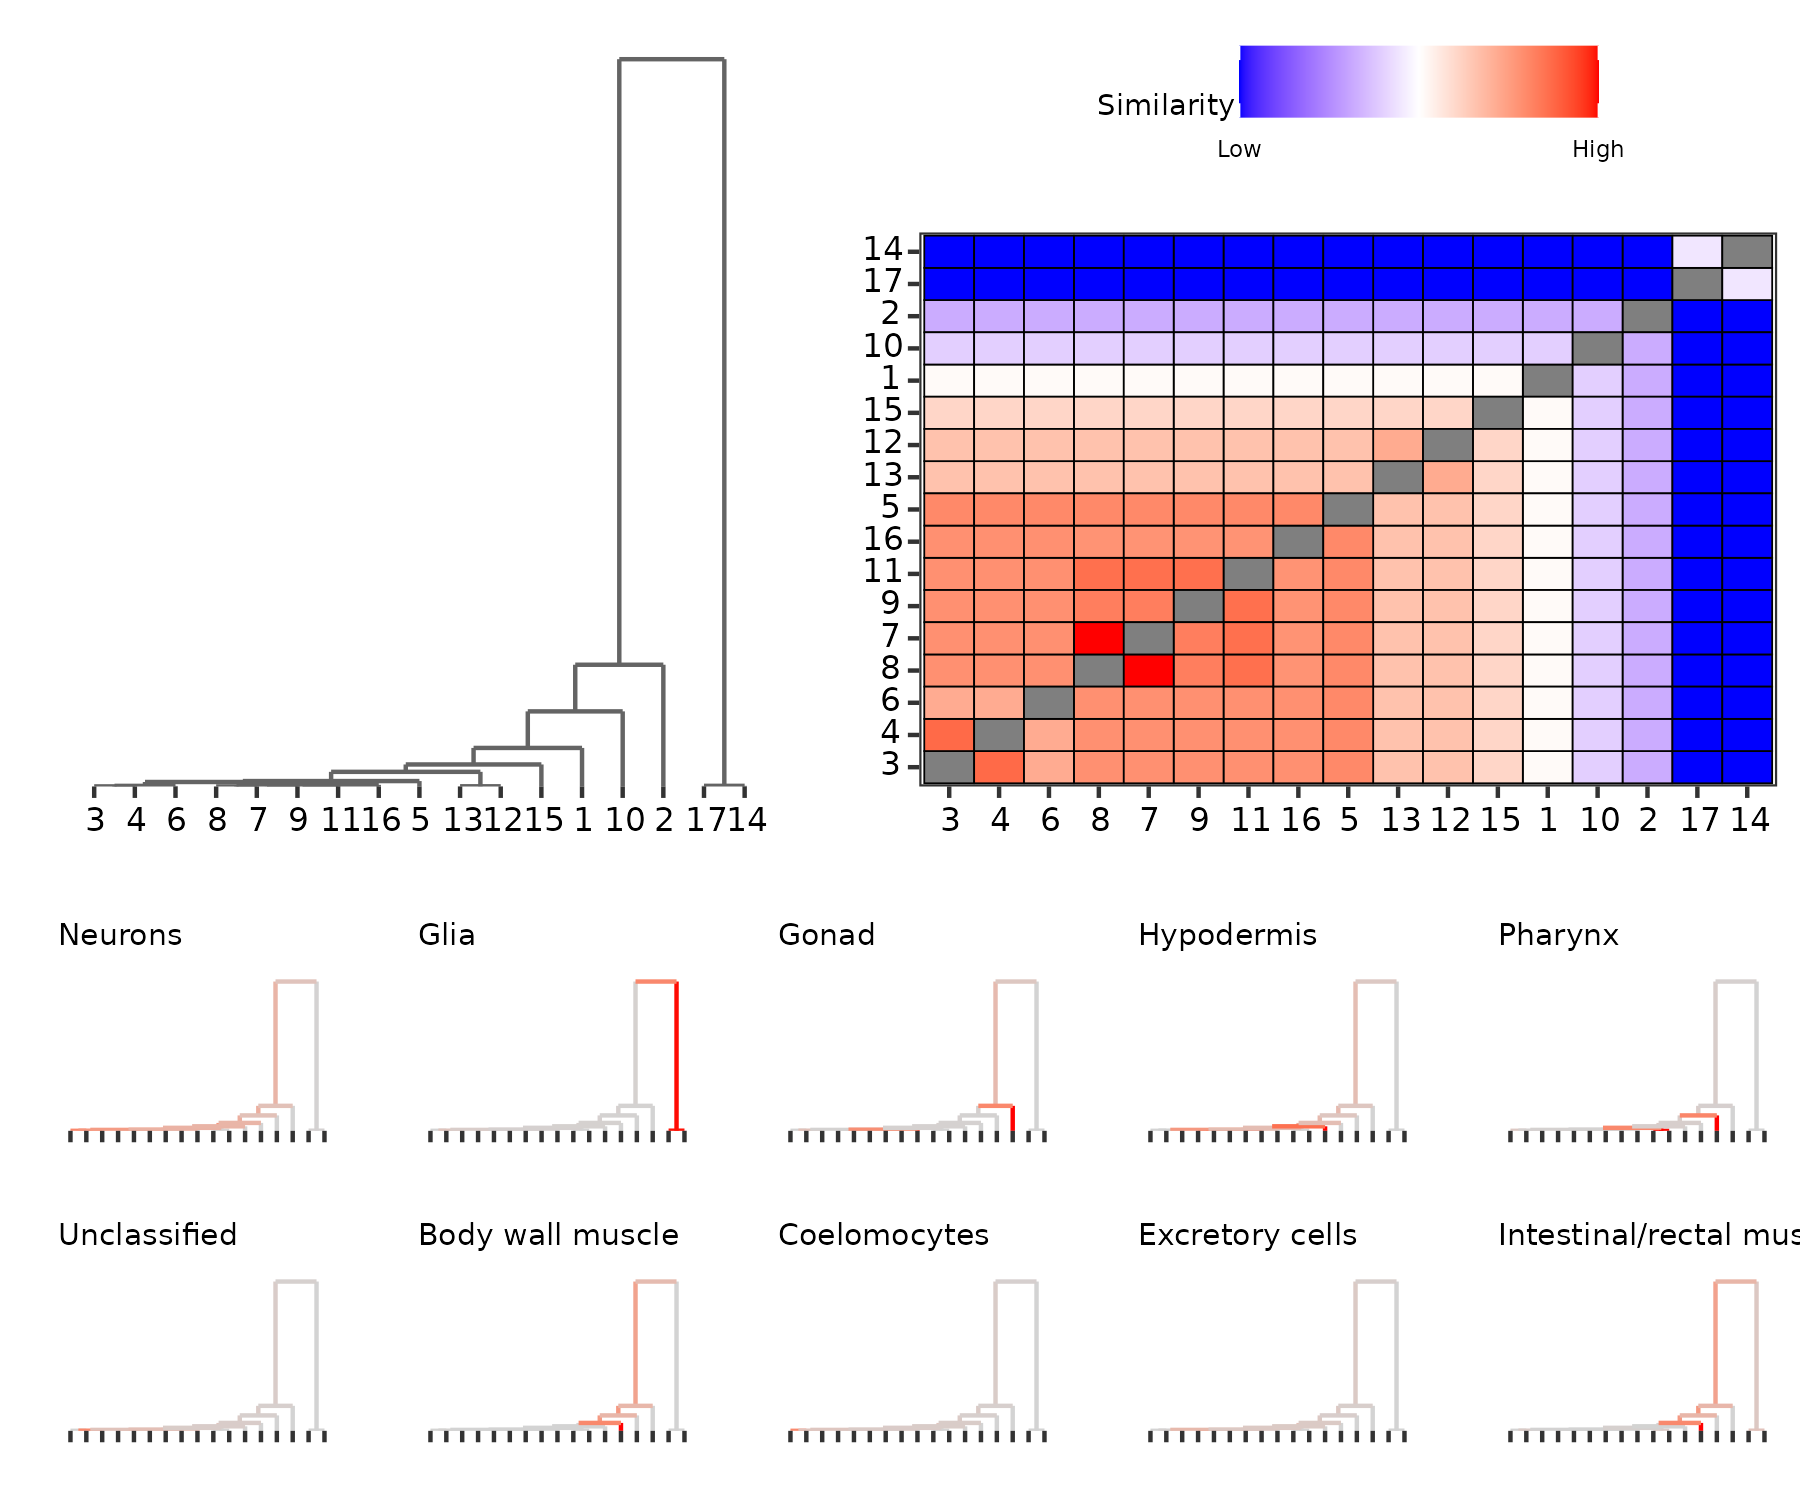 Similarity
Low High
14
17
2
10
1
15
12
13
5
16
11
9
7
8
6
4
3
3 4 6 8 7 9 11 16 5 13 12 15 1 10 2 17 14
3 4 6 8 7 9 11 16 5 13 12 15 1 10 2 17 14
Neurons Glia Gonad Hypodermis Pharynx
Unclassified Body wall muscle Coelomocytes Excretory cells Intestinal/rectal mus